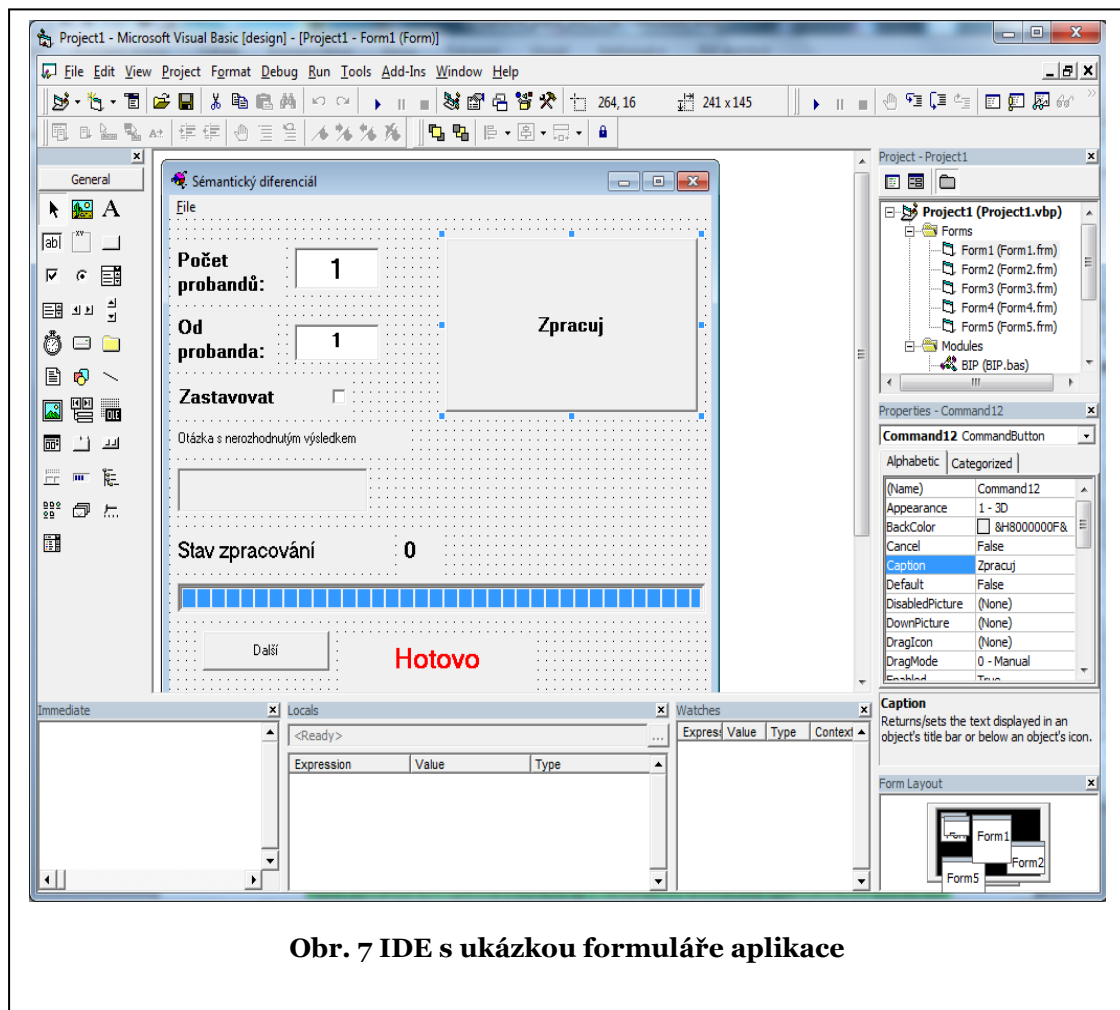 Project1 - Microsoft Visual Basic [design] - [Project1 - Form1 (Form)]
File Edit View Project Format Debug Run Tools Add-Ins Window Help
264, 16 241 x 145
General
Sémantický diferenciál
File
Počet
probandů:
1
Zpracuj
Od
probanda:
1
Zastavovat
Otázka s nerozhodnutým výsledkem
Stav zpracování 0
Další
Hotovo
Project - Project1
Project1 (Project1.vbp)
Forms
Form1 (Form1.frm)
Form2 (Form2.frm)
Form3 (Form3.frm)
Form4 (Form4.frm)
Form5 (Form5.frm)
Modules
BIP (BIP.bas)
Properties - Command12
Command12 CommandButton
Alphabetic Categorized
(Name) Command12
Appearance 1 - 3D
BackColor &H8000000F&
Cancel False
Caption Zpracuj
Default False
DisabledPicture (None)
DownPicture (None)
DragIcon (None)
DragMode 0 - Manual
Enabled True
Caption
Returns/sets the text displayed in an
object's title bar or below an object's icon.
Form Layout
Form1
Form2
Form5
Immediate
Locals
<Ready>
...
Expression Value Type
Watches
Express Value Type Context
Obr. 7 IDE s ukázkou formuláře aplikace